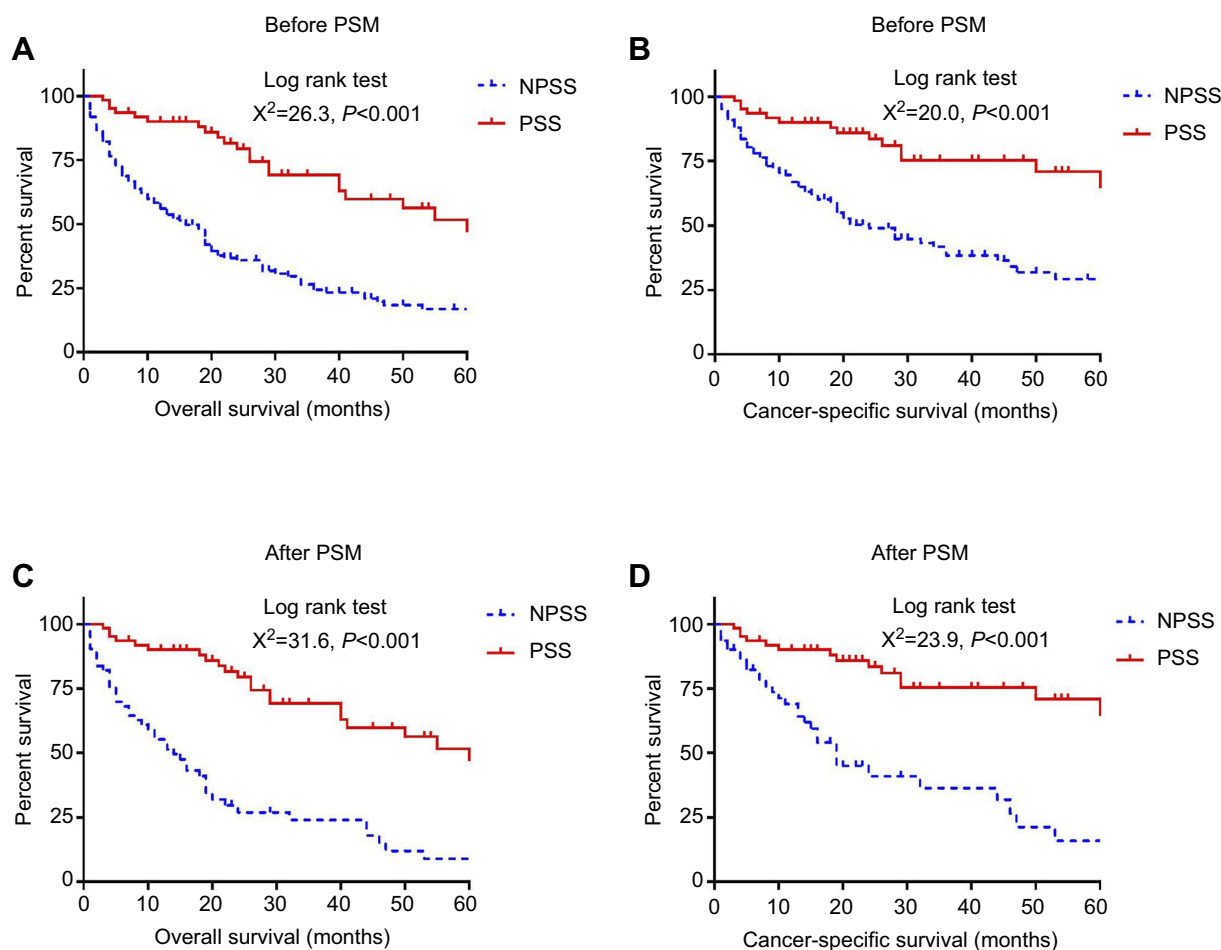 Before PSM
A
Log rank test
X²=26.3, P<0.001
NPSS
PSS
Percent survival
100
75
50
25
0
0 10 20 30 40 50 60
Overall survival (months)
Before PSM
B
Log rank test
X²=20.0, P<0.001
NPSS
PSS
Percent survival
100
75
50
25
0
0 10 20 30 40 50 60
Cancer-specific survival (months)
After PSM
C
Log rank test
X²=31.6, P<0.001
NPSS
PSS
Percent survival
100
75
50
25
0
0 10 20 30 40 50 60
Overall survival (months)
After PSM
D
Log rank test
X²=23.9, P<0.001
NPSS
PSS
Percent survival
100
75
50
25
0
0 10 20 30 40 50 60
Cancer-specific survival (months)